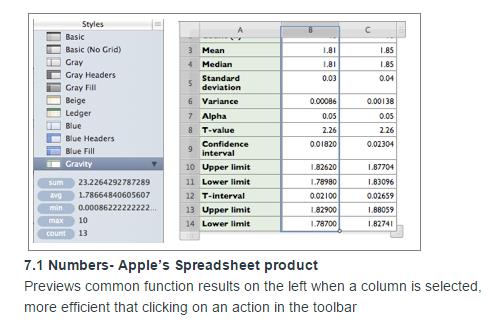 Styles
Basic
Basic (No Grid)
Gray
Gray Headers
Gray Fill
Beige
Ledger
Blue
Blue Headers
Blue Fill
Gravity
sum 23.2264292787289
avg 1.78664840605607
min 0.00086222222222...
max 10
count 13
A B C
3 Mean 1.81 1.85
4 Median 1.81 1.85
5 Standard deviation 0.03 0.04
6 Variance 0.00086 0.00138
7 Alpha 0.05 0.05
8 T-value 2.26 2.26
9 Confidence interval 0.01820 0.02304
10 Upper limit 1.82620 1.87704
11 Lower limit 1.78980 1.83096
12 T-interval 0.02100 0.02659
13 Upper limit 1.82900 1.88059
14 Lower limit 1.78700 1.82741
7.1 Numbers- Apple's Spreadsheet product
Previews common function results on the left when a column is selected,
more efficient that clicking on an action in the toolbar